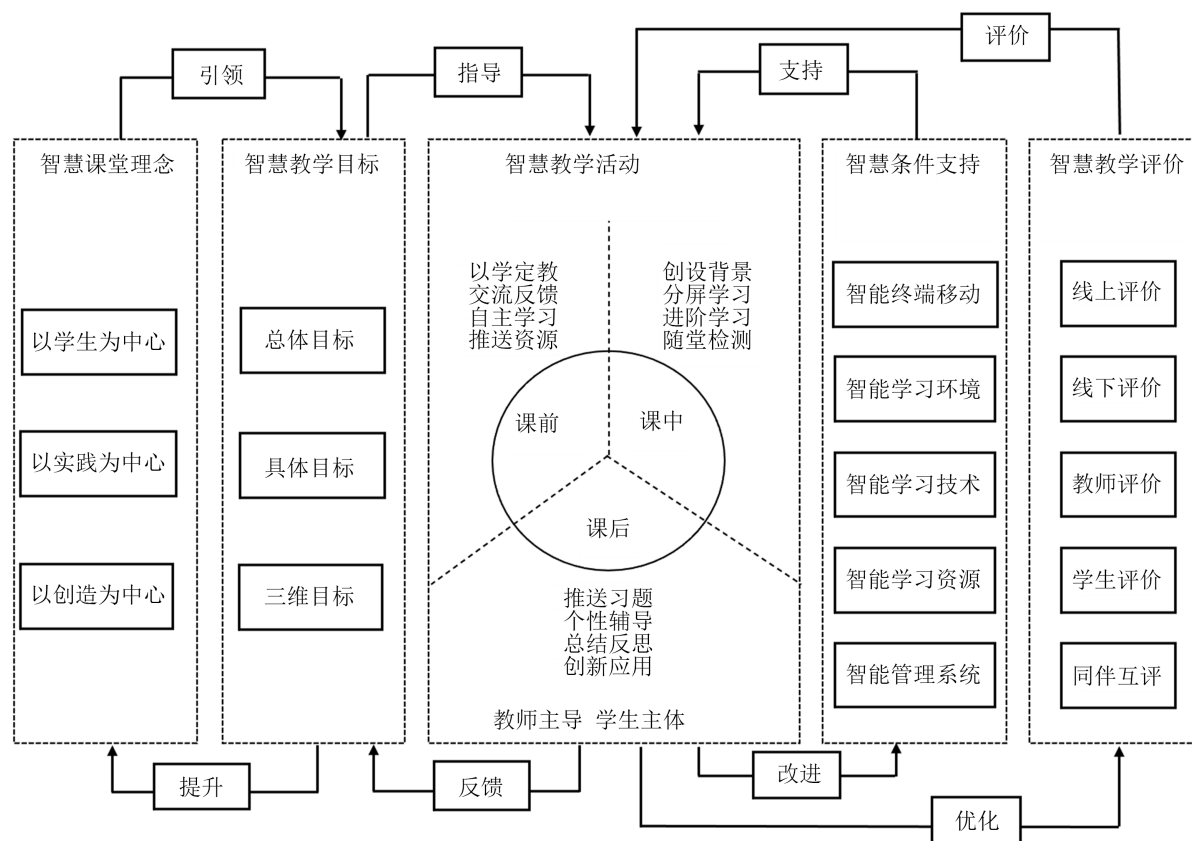 评价
引领
指导
支持
智慧课堂理念
以学生为中心
以实践为中心
以创造为中心
智慧教学目标
总体目标
具体目标
三维目标
智慧教学活动
以学定教
交流反馈
自主学习
推送资源
创设背景
分屏学习
进阶学习
随堂检测
课前
课中
课后
推送习题
个性辅导
总结反思
创新应用
教师主导 学生主体
智慧条件支持
智能终端移动
智能学习环境
智能学习技术
智能学习资源
智能管理系统
智慧教学评价
线上评价
线下评价
教师评价
学生评价
同伴互评
提升
反馈
改进
优化